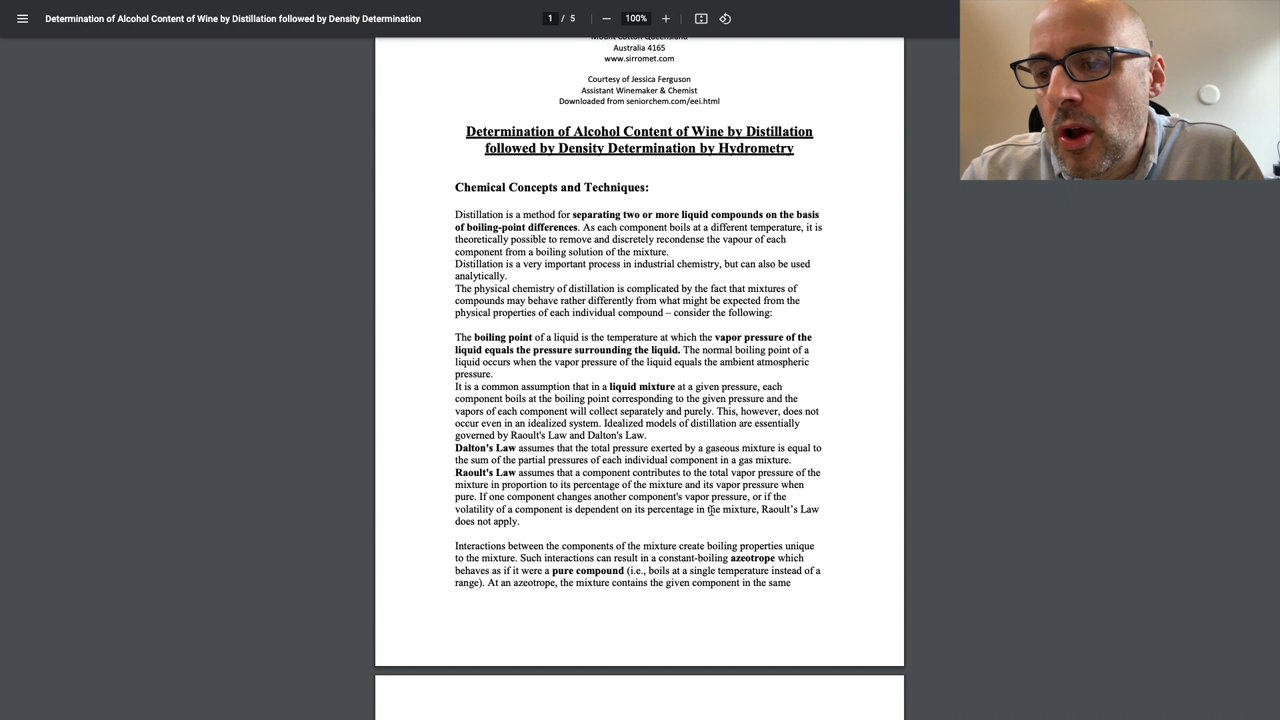 Determination of Alcohol Content of Wine by Distillation followed by Density Determination
1 / 5
100%
Australia 4165
www.sirromet.com
Courtesy of Jessica Ferguson
Assistant Winemaker & Chemist
Downloaded from seniorchem.com/eei.html
Determination of Alcohol Content of Wine by Distillation
followed by Density Determination by Hydrometry
Chemical Concepts and Techniques:
Distillation is a method for separating two or more liquid compounds on the basis
of boiling-point differences. As each component boils at a different temperature, it is
theoretically possible to remove and discretely recondense the vapour of each
component from a boiling solution of the mixture.
Distillation is a very important process in industrial chemistry, but can also be used
analytically.
The physical chemistry of distillation is complicated by the fact that mixtures of
compounds may behave rather differently from what might be expected from the
physical properties of each individual compound – consider the following:
The boiling point of a liquid is the temperature at which the vapor pressure of the
liquid equals the pressure surrounding the liquid. The normal boiling point of a
liquid occurs when the vapor pressure of the liquid equals the ambient atmospheric
pressure.
It is a common assumption that in a liquid mixture at a given pressure, each
component boils at the boiling point corresponding to the given pressure and the
vapors of each component will collect separately and purely. This, however, does not
occur even in an idealized system. Idealized models of distillation are essentially
governed by Raoult's Law and Dalton's Law.
Dalton's Law assumes that the total pressure exerted by a gaseous mixture is equal to
the sum of the partial pressures of each individual component in a gas mixture.
Raoult's Law assumes that a component contributes to the total vapor pressure of the
mixture in proportion to its percentage of the mixture and its vapor pressure when
pure. If one component changes another component's vapor pressure, or if the
volatility of a component is dependent on its percentage in the mixture, Raoult’s Law
does not apply.
Interactions between the components of the mixture create boiling properties unique
to the mixture. Such interactions can result in a constant-boiling azeotrope which
behaves as if it were a pure compound (i.e., boils at a single temperature instead of a
range). At an azeotrope, the mixture contains the given component in the same